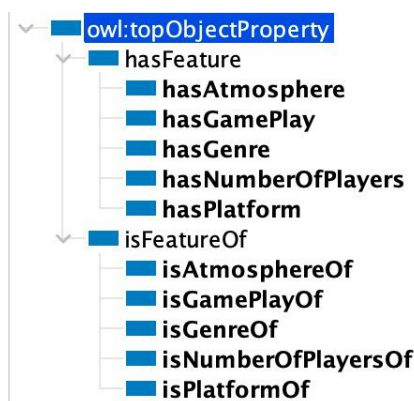 owl:topObjectProperty
hasFeature
hasAtmosphere
hasGamePlay
hasGenre
hasNumberOfPlayers
hasPlatform
isFeatureOf
isAtmosphereOf
isGamePlayOf
isGenreOf
isNumberOfPlayersOf
isPlatformOf